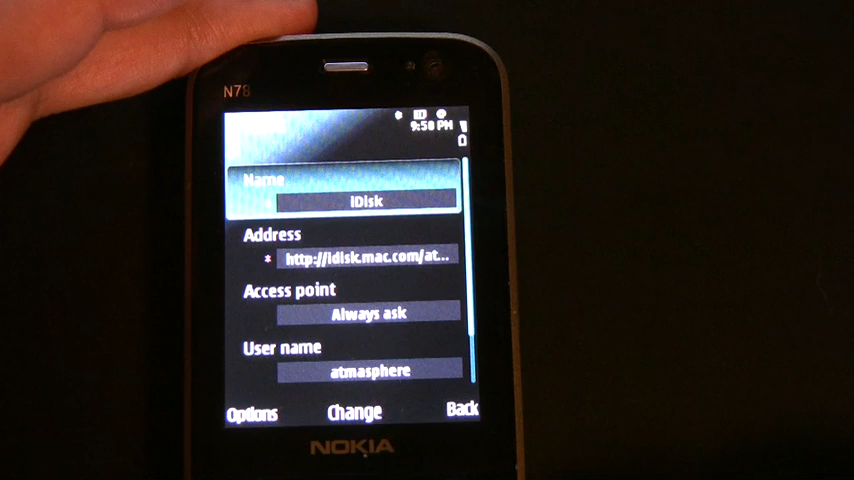 N78
9:50 PM
Name
iDisk
Address
* http://idisk.mac.com/at...
Access point
Always ask
User name
atmasphere
Options Change Back
NOKIA